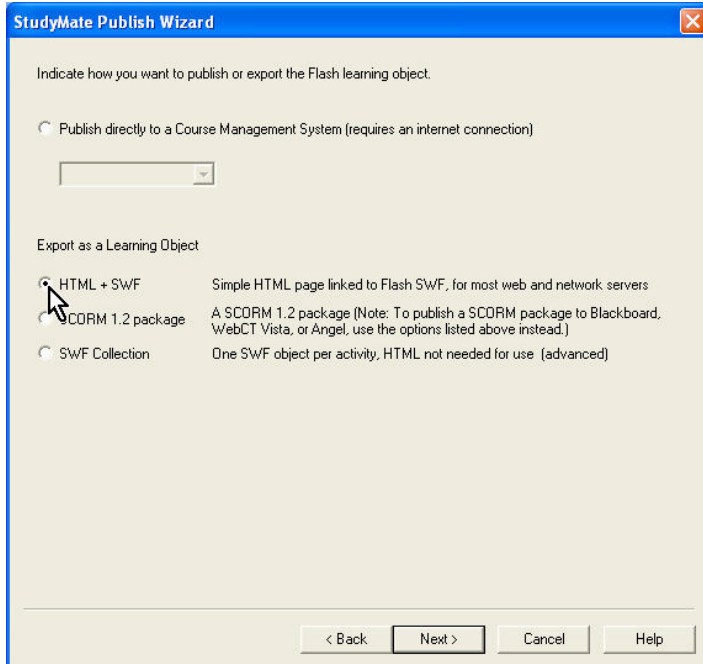 StudyMate Publish Wizard
Indicate how you want to publish or export the Flash learning object.
Publish directly to a Course Management System (requires an internet connection)
Export as a Learning Object
HTML + SWF Simple HTML page linked to Flash SWF, for most web and network servers
SCORM 1.2 package A SCORM 1.2 package (Note: To publish a SCORM package to Blackboard,
WebCT Vista, or Angel, use the options listed above instead.)
SWF Collection One SWF object per activity, HTML not needed for use (advanced)
< Back Next > Cancel Help